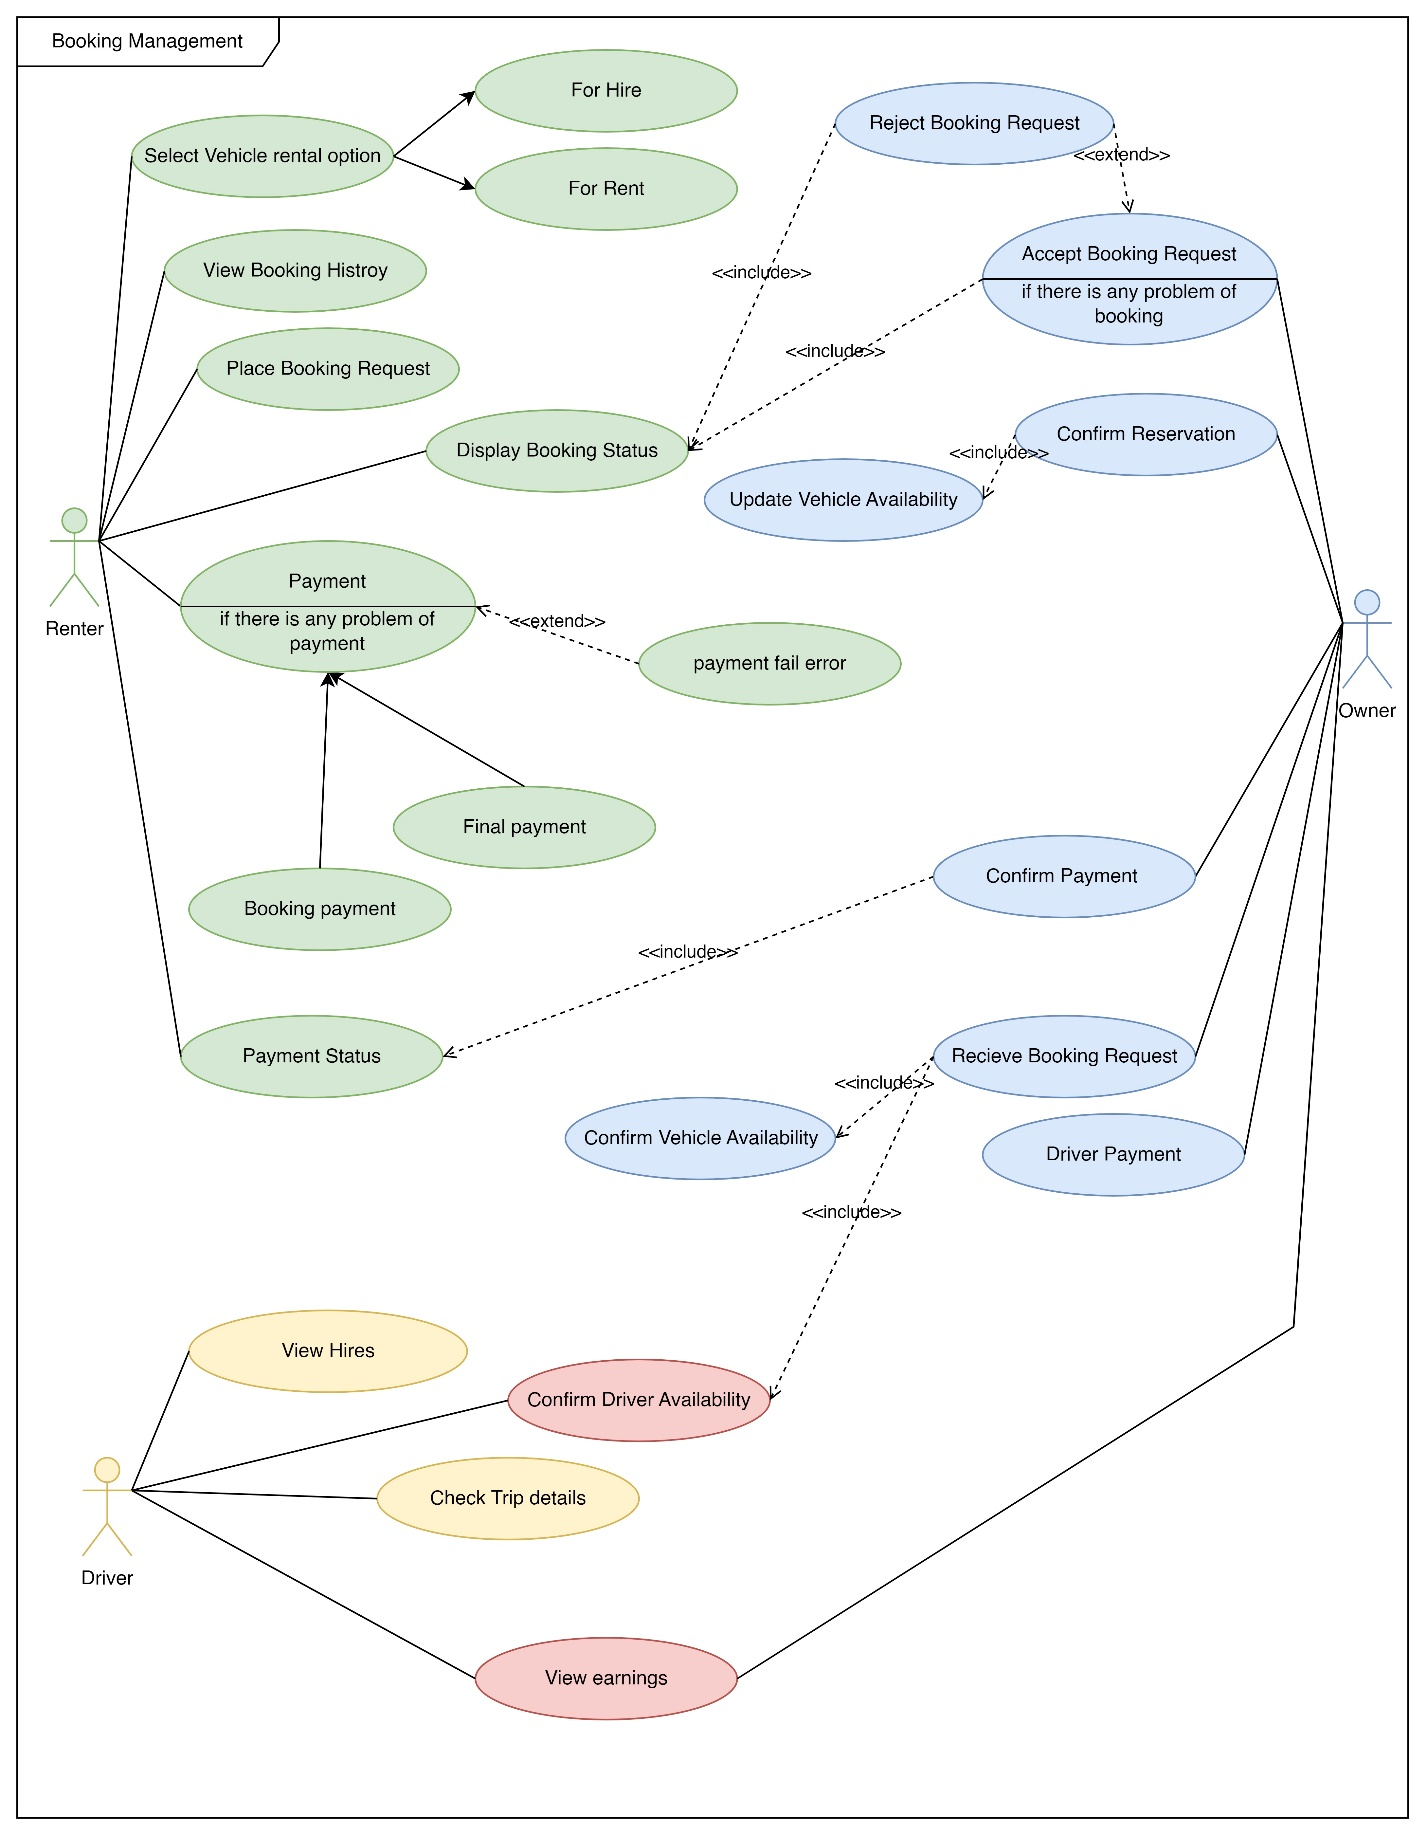 Booking Management
For Hire
Reject Booking Request
Select Vehicle rental option
<<extend>>
For Rent
Accept Booking Request
View Booking Histroy
<<include>>
if there is any problem of
booking
<<include>>
Place Booking Request
Confirm Reservation
Display Booking Status
<<include>>
Update Vehicle Availability
Payment
if there is any problem of
payment
<<extend>>
Renter
payment fail error
Owner
Final payment
Confirm Payment
Booking payment
<<include>>
Payment Status
Recieve Booking Request
<<include>>
Confirm Vehicle Availability
Driver Payment
<<include>>
View Hires
Confirm Driver Availability
Check Trip details
Driver
View earnings